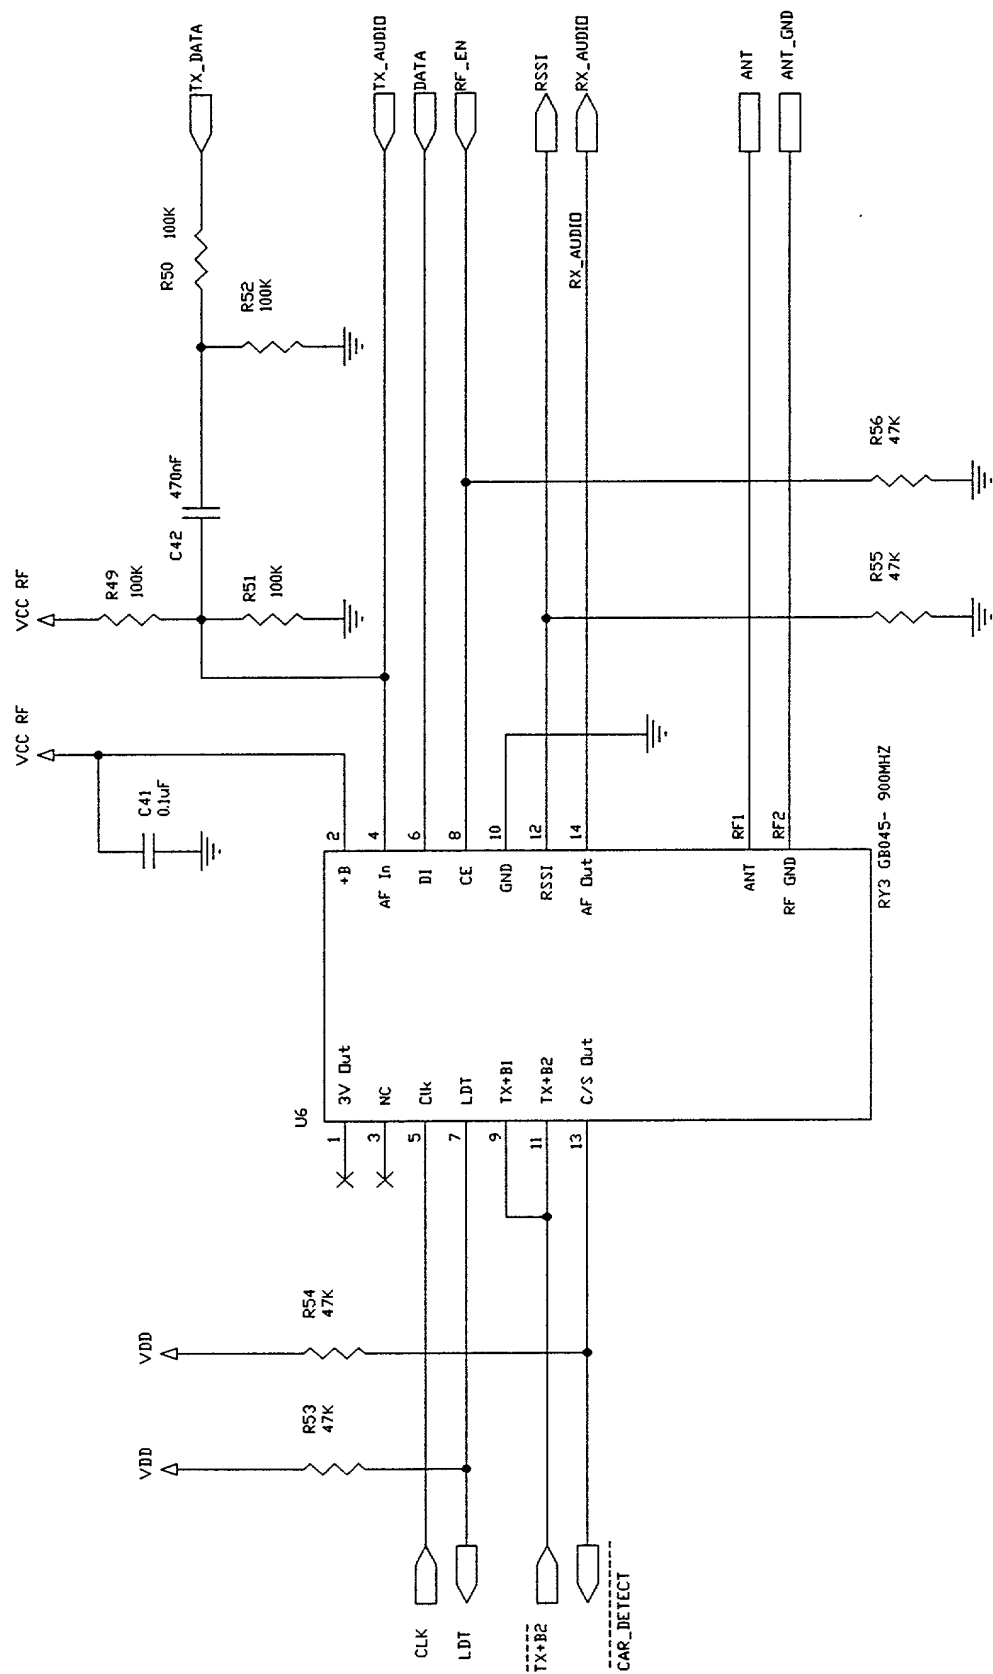 VCC RF
VCC RF
VDD
VDD
R49
100K
C42
470nF
R50
100K
TX_DATA
C41
0.1uF
R51
100K
R52
100K
R53
47K
R54
47K
U6
1
3V Out
+B
2
3
NC
AF In
4
TX_AUDIO
CLK
5
Clk
DI
6
DATA
LDT
7
LDT
CE
8
RF_EN
9
TX+B1
GND
10
TX+B2
11
TX+B2
RSSI
12
RSSI
CAR_DETECT
13
C/S Out
AF Out
14
RX_AUDIO
RX_AUDIO
ANT
RF1
ANT
RF GND
RF2
ANT_GND
RY3 GB045- 900MHZ
R55
47K
R56
47K